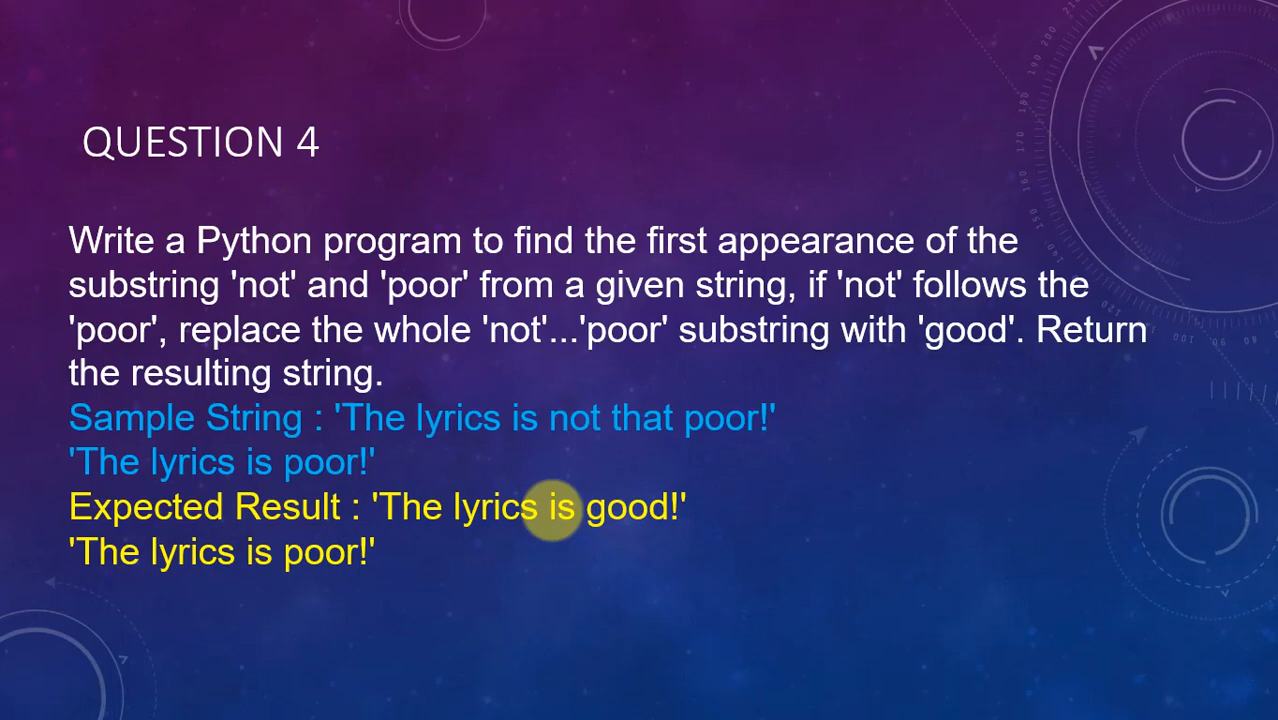 QUESTION 4
Write a Python program to find the first appearance of the
substring 'not' and 'poor' from a given string, if 'not' follows the
'poor', replace the whole 'not'...'poor' substring with 'good'. Return
the resulting string.
Sample String : 'The lyrics is not that poor!'
'The lyrics is poor!'
Expected Result : 'The lyrics is good!'
'The lyrics is poor!'